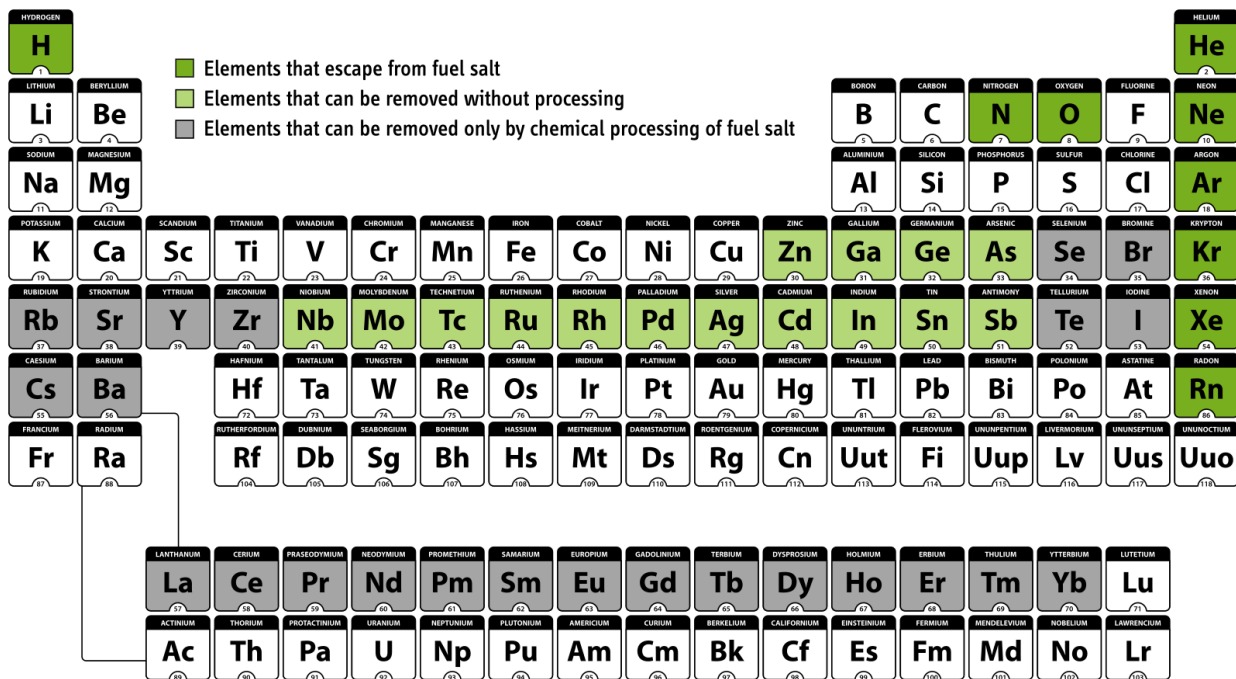 HYDROGEN HELIUM
H He
1 2
Elements that escape from fuel salt
LITHIUM BERYLLIUM BORON CARBON NITROGEN OXYGEN FLUORINE NEON
Li Be Elements that can be removed without processing B C N O F Ne
3 4 5 6 7 8 9 10
Elements that can be removed only by chemical processing of fuel salt
SODIUM MAGNESIUM ALUMINIUM SILICON PHOSPHORUS SULFUR CHLORINE ARGON
Na Mg Al Si P S Cl Ar
11 12 13 14 15 16 17 18
POTASSIUM CALCIUM SCANDIUM TITANIUM VANADIUM CHROMIUM MANGANESE IRON COBALT NICKEL COPPER ZINC GALLIUM GERMANIUM ARSENIC SELENIUM BROMINE KRYPTON
K Ca Sc Ti V Cr Mn Fe Co Ni Cu Zn Ga Ge As Se Br Kr
19 20 21 22 23 24 25 26 27 28 29 30 31 32 33 34 35 36
RUBIDIUM STRONTIUM YTTRIUM ZIRCONIUM NIOBIUM MOLYBDENUM TECHNETIUM RUTHENIUM RHODIUM PALLADIUM SILVER CADMIUM INDIUM TIN ANTIMONY TELLURIUM IODINE XENON
Rb Sr Y Zr Nb Mo Tc Ru Rh Pd Ag Cd In Sn Sb Te I Xe
37 38 39 40 41 42 43 44 45 46 47 48 49 50 51 52 53 54
CAESIUM BARIUM HAFNIUM TANTALUM TUNGSTEN RHENIUM OSMIUM IRIDIUM PLATINUM GOLD MERCURY THALLIUM LEAD BISMUTH POLONIUM ASTATINE RADON
Cs Ba Hf Ta W Re Os Ir Pt Au Hg Tl Pb Bi Po At Rn
55 56 72 73 74 75 76 77 78 79 80 81 82 83 84 85 86
FRANCIUM RADIUM RUTHERFORDIUM DUBNIUM SEABORGIUM BOHRIUM HASSIUM MEITNERIUM DARMSTADTIUM ROENTGENIUM COPERNICIUM UNUNTRIUM FLEROVIUM UNUNPENTIUM LIVERMORIUM UNUNSEPTIUM UNUNOCTIUM
Fr Ra Rf Db Sg Bh Hs Mt Ds Rg Cn Uut Fi Uup Lv Uus Uuo
87 88 104 105 106 107 108 109 110 111 112 113 114 115 116 117 118
LANTHANUM CERIUM PRASEODYMIUM NEODYMIUM PROMETHIUM SAMARIUM EUROPIUM GADOLINIUM TERBIUM DYSPROSIUM HOLMIUM ERBIUM THULIUM YTTERBIUM LUTETIUM
La Ce Pr Nd Pm Sm Eu Gd Tb Dy Ho Er Tm Yb Lu
57 58 59 60 61 62 63 64 65 66 67 68 69 70 71
ACTINIUM THORIUM PROTACTINIUM URANIUM NEPTUNIUM PLUTONIUM AMERICIUM CURIUM BERKELIUM CALIFORNIUM EINSTEINIUM FERMIUM MENDELEVIUM NOBELIUM LAWRENCIUM
Ac Th Pa U Np Pu Am Cm Bk Cf Es Fm Md No Lr
89 90 91 92 93 94 95 96 97 98 99 100 101 102 103